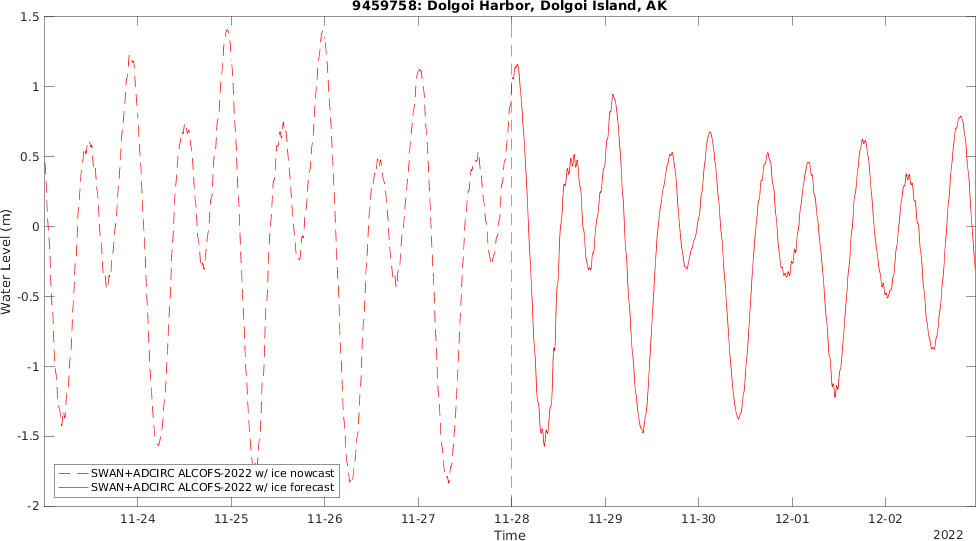 9459758: Dolgoi Harbor, Dolgoi Island, AK
1.5
1
0.5
0
-0.5
-1
-1.5
-2
Water Level (m)
SWAN+ADCIRC ALCOFS-2022 w/ ice nowcast
SWAN+ADCIRC ALCOFS-2022 w/ ice forecast
11-24 11-25 11-26 11-27 11-28 11-29 11-30 12-01 12-02
Time
2022